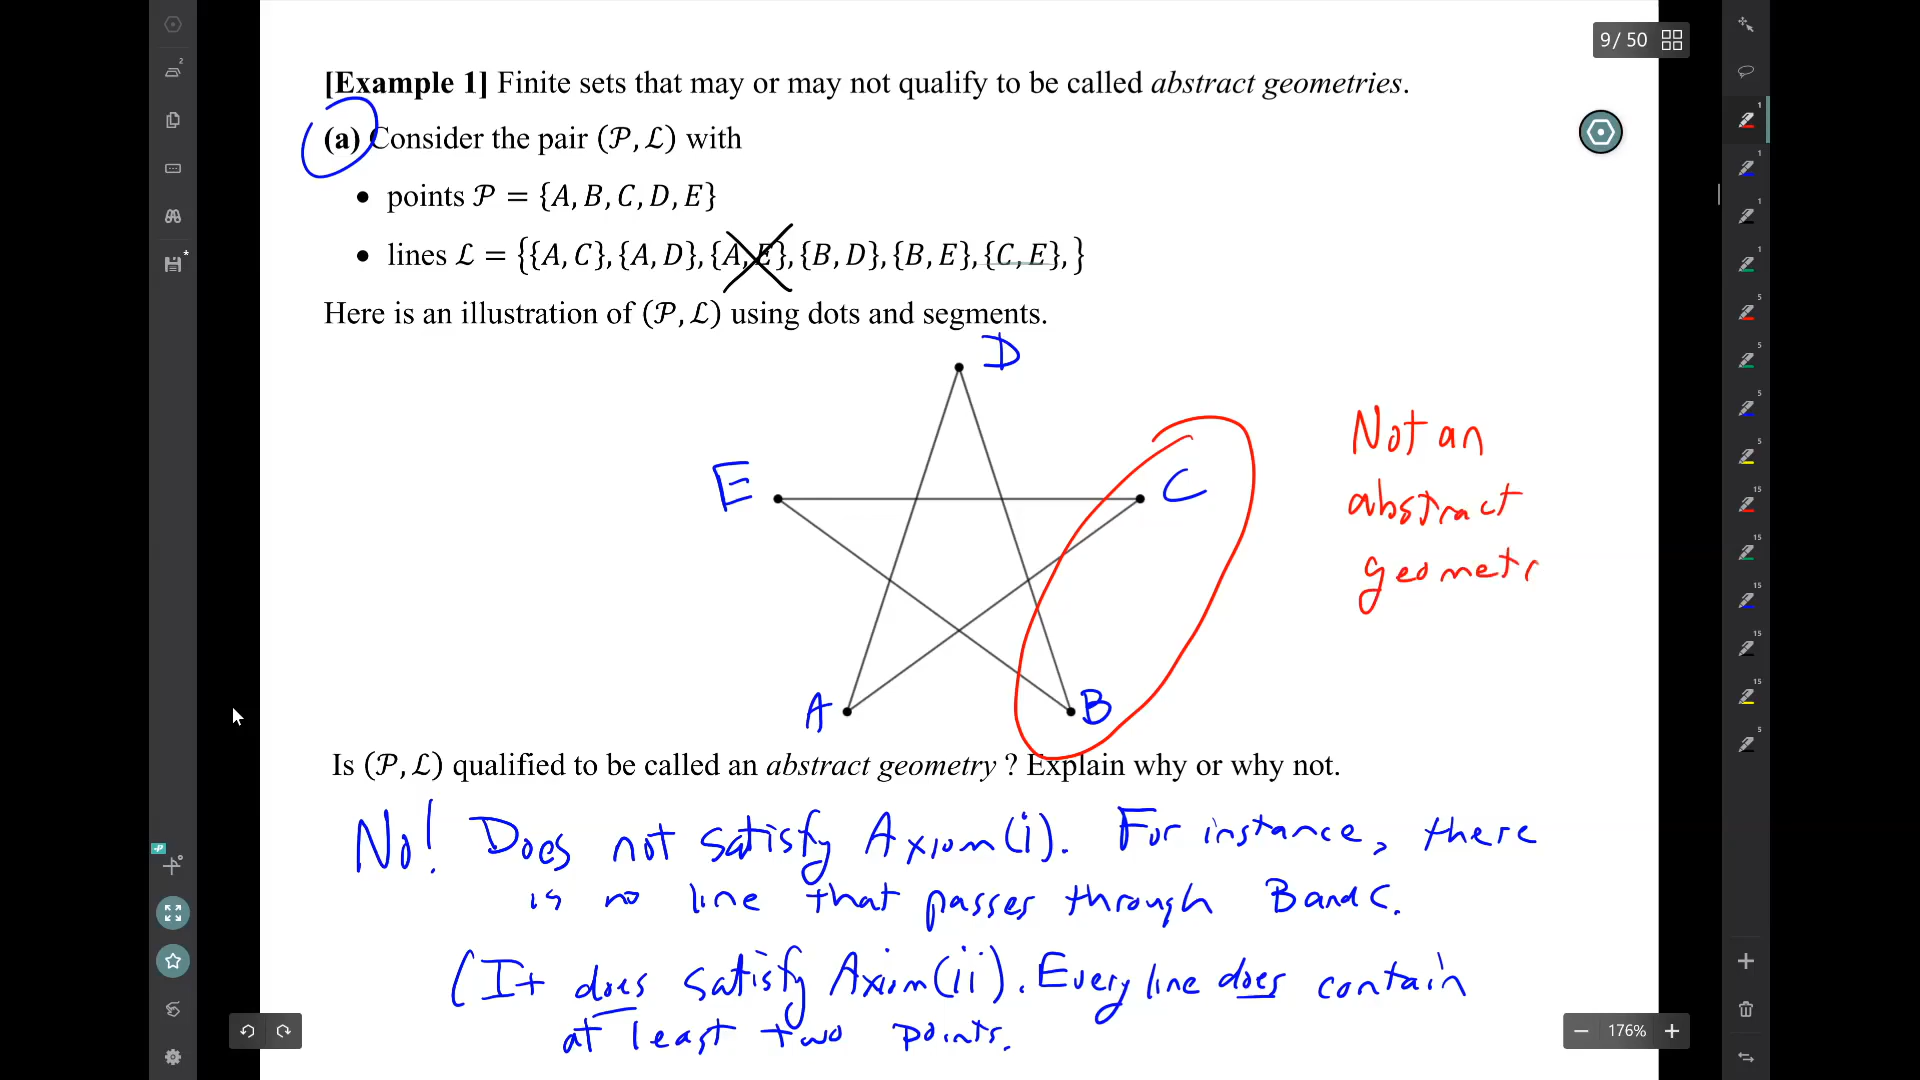 9/50
[Example 1] Finite sets that may or may not qualify to be called abstract geometries.
(a) Consider the pair (𝒫, ℒ) with
• points 𝒫 = {A, B, C, D, E}
• lines ℒ = {{A, C}, {A, D}, {A, E}, {B, D}, {B, E}, {C, E}, }
Here is an illustration of (𝒫, ℒ) using dots and segments.
D
E
C
A
B
Not an
abstract
geometr
Is (𝒫, ℒ) qualified to be called an abstract geometry ? Explain why or why not.
No! Does not satisfy Axiom(i). For instance, there
is no line that passes through B and C.
(It does satisfy Axiom(ii). Every line does contain
at least two points.
176%